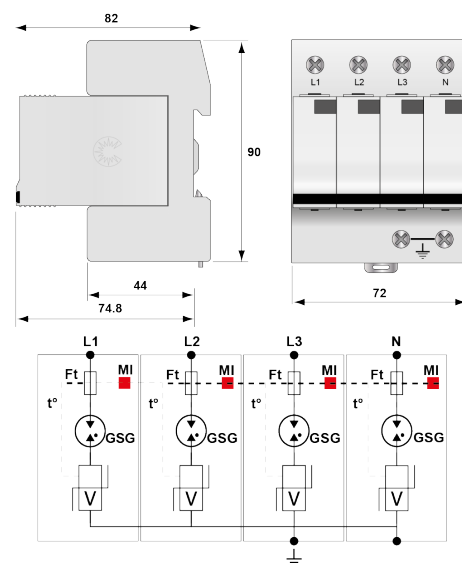 82
L1 L2 L3 N
90
44
74.8
72
L1 L2 L3 N
Ft MI Ft MI Ft MI Ft MI
t° t° t° t°
GSG GSG GSG GSG
V V V V